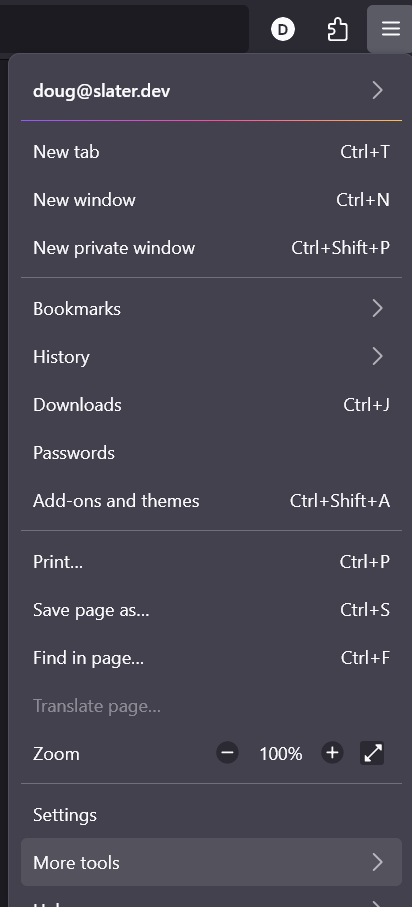 D
doug@slater.dev
New tab Ctrl+T
New window Ctrl+N
New private window Ctrl+Shift+P
Bookmarks
History
Downloads Ctrl+J
Passwords
Add-ons and themes Ctrl+Shift+A
Print... Ctrl+P
Save page as... Ctrl+S
Find in page... Ctrl+F
Translate page...
Zoom − 100% +
Settings
More tools